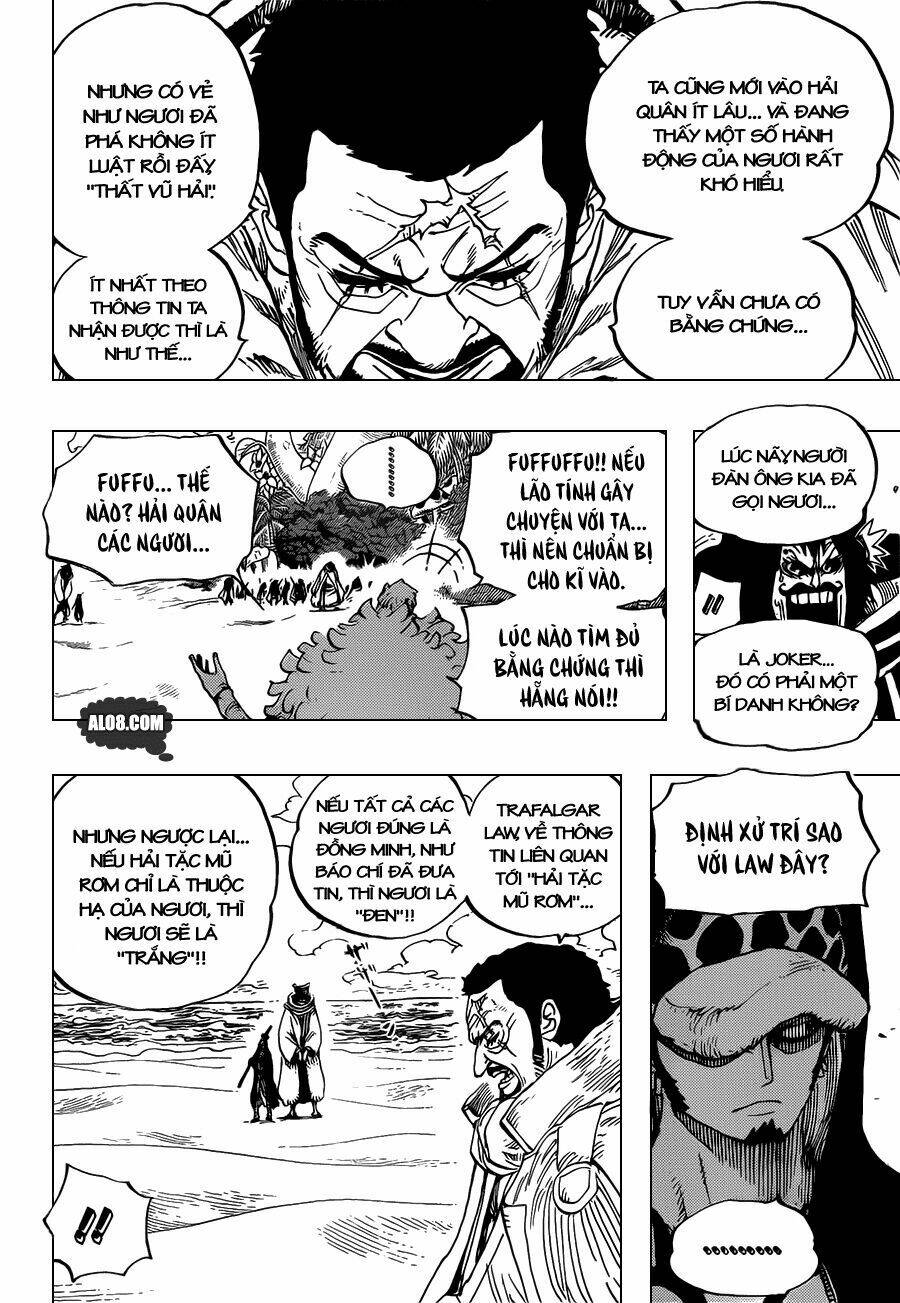 TA CŨNG MỚI VÀO HẢI
QUÂN ÍT LÂU... VÀ ĐANG
THẤY MỘT SỐ HÀNH
ĐỘNG CỦA NGƯƠI RẤT
KHÓ HIỂU.
TUY VẪN CHƯA CÓ
BẰNG CHỨNG...
NHƯNG CÓ VẺ
NHƯ NGƯƠI ĐÃ
PHÁ KHÔNG ÍT
LUẬT RỒI ĐẤY,
"THẤT VŨ HẢI".
ÍT NHẤT THEO
THÔNG TIN TA
NHẬN ĐƯỢC THÌ LÀ
NHƯ THẾ...
LÚC NÃY, NGƯỜI
ĐÀN ÔNG KIA ĐÃ
GỌI NGƯƠI...
!!
LÀ JOKER...
ĐÓ CÓ PHẢI MỘT
BÍ DANH KHÔNG?
FUFFUFFU!! NẾU
LÃO TÍNH GÂY
CHUYỆN VỚI TA...
THÌ NÊN CHUẨN BỊ
CHO KĨ VÀO.
LÚC NÀO TÌM ĐỦ
BẰNG CHỨNG THÌ
HẴNG NÓI!!
..........
FUFFU... THẾ
NÀO? HẢI QUÂN
CÁC NGƯƠI...
ALO8.COM
ĐỊNH XỬ TRÍ SAO
VỚI LAW ĐÂY?
..........
TRAFALGAR
LAW, VỀ THÔNG
TIN LIÊN QUAN
TỚI "HẢI TẶC
MŨ RƠM"...
NẾU TẤT CẢ CÁC
NGƯƠI ĐÚNG LÀ
ĐỒNG MINH, NHƯ
BÁO CHÍ ĐÃ ĐƯA
TIN, THÌ NGƯƠI LÀ
"ĐEN"!!
NHƯNG NGƯỢC LẠI...
NẾU HẢI TẶC MŨ
RƠM CHỈ LÀ THUỘC
HẠ CỦA NGƯƠI, THÌ
NGƯƠI SẼ LÀ
"TRẮNG"!!
!!